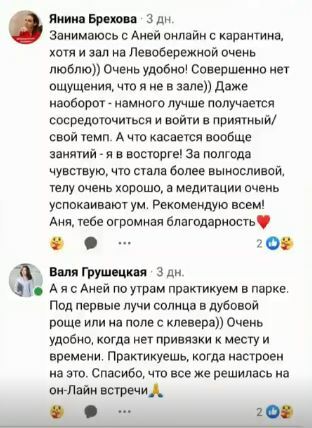 Янина Брехова · 3 дн.
Занимаюсь с Аней онлайн с карантина,
хотя и зал на Левобережной очень
люблю)) Очень удобно! Совершенно нет
ощущения, что я не в зале)) Даже
наоборот - намного лучше получается
сосредоточиться и войти в приятный/
свой темп. А что касается вообще
занятий - я в восторге! За полгода
чувствую, что стала более выносливой,
телу очень хорошо, а медитации очень
успокаивают ум. Рекомендую всем!
Аня, тебе огромная благодарность❤️
2
Валя Грушецкая · 3 дн.
А я с Аней по утрам практикуем в парке.
Под первые лучи солнца в дубовой
роще или на поле с клевера)) Очень
удобно, когда нет привязки к месту и
времени. Практикуешь, когда настроен
на это. Спасибо, что все же решилась на
он-Лайн встречи🙏
2